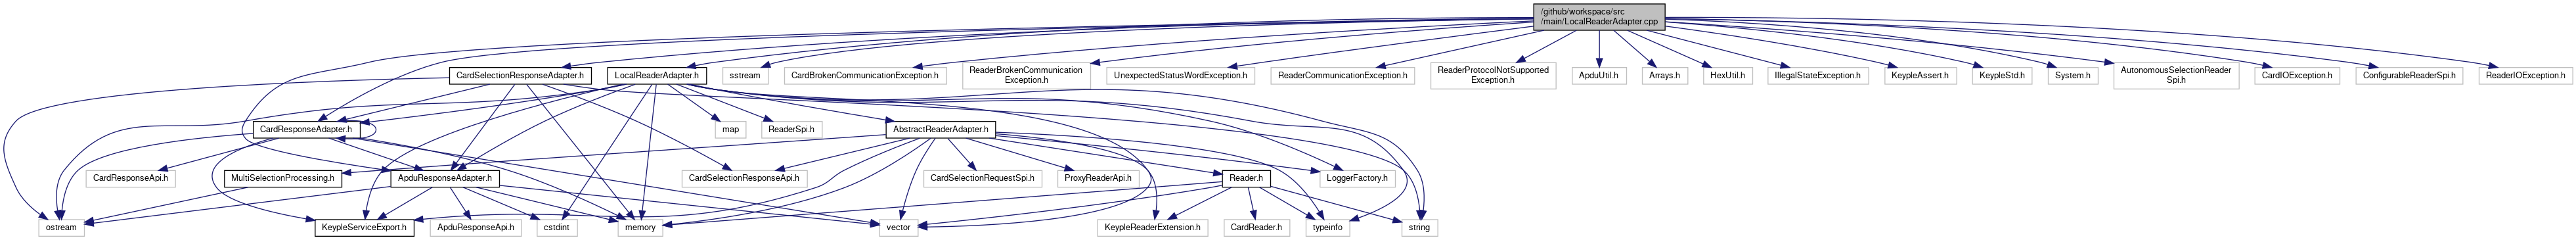 /github/workspace/src
/main/LocalReaderAdapter.cpp
CardSelectionResponseAdapter.h
LocalReaderAdapter.h
sstream
CardBrokenCommunicationException.h
ReaderBrokenCommunication
Exception.h
UnexpectedStatusWordException.h
ReaderCommunicationException.h
ReaderProtocolNotSupported
Exception.h
ApduUtil.h
Arrays.h
HexUtil.h
IllegalStateException.h
KeypleAssert.h
KeypleStd.h
System.h
AutonomousSelectionReader
Spi.h
CardIOException.h
ConfigurableReaderSpi.h
ReaderIOException.h
CardResponseAdapter.h
map
ReaderSpi.h
AbstractReaderAdapter.h
CardResponseApi.h
MultiSelectionProcessing.h
ApduResponseAdapter.h
CardSelectionResponseApi.h
CardSelectionRequestSpi.h
ProxyReaderApi.h
Reader.h
LoggerFactory.h
ostream
KeypleServiceExport.h
ApduResponseApi.h
cstdint
memory
vector
KeypleReaderExtension.h
CardReader.h
typeinfo
string